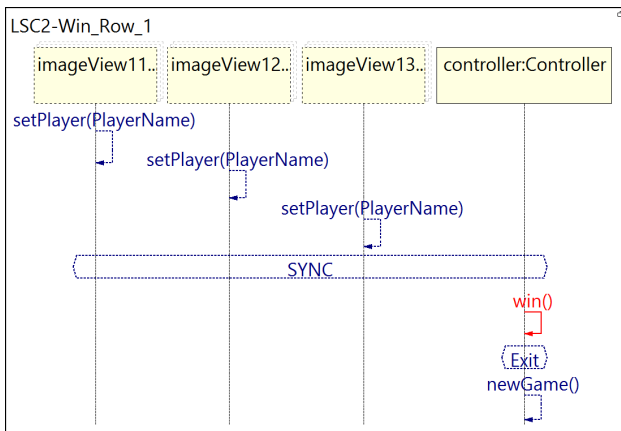 LSC2-Win_Row_1
imageView11.. imageView12.. imageView13.. controller:Controller
setPlayer(PlayerName)
setPlayer(PlayerName)
setPlayer(PlayerName)
SYNC
win()
Exit
newGame()